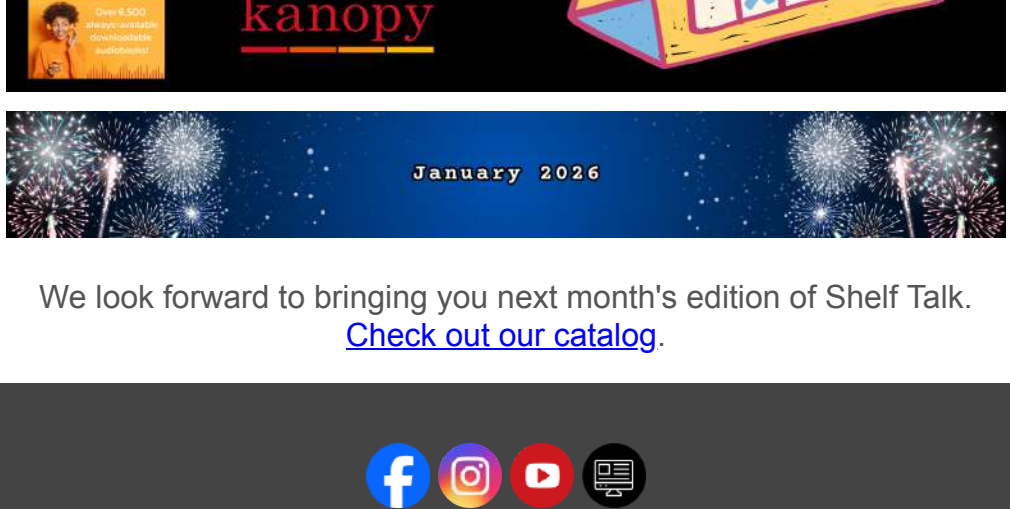 Over 6,500
always-available
downloadable
audiobooks!
kanopy
January 2026
We look forward to bringing you next month's edition of Shelf Talk.
Check out our catalog.